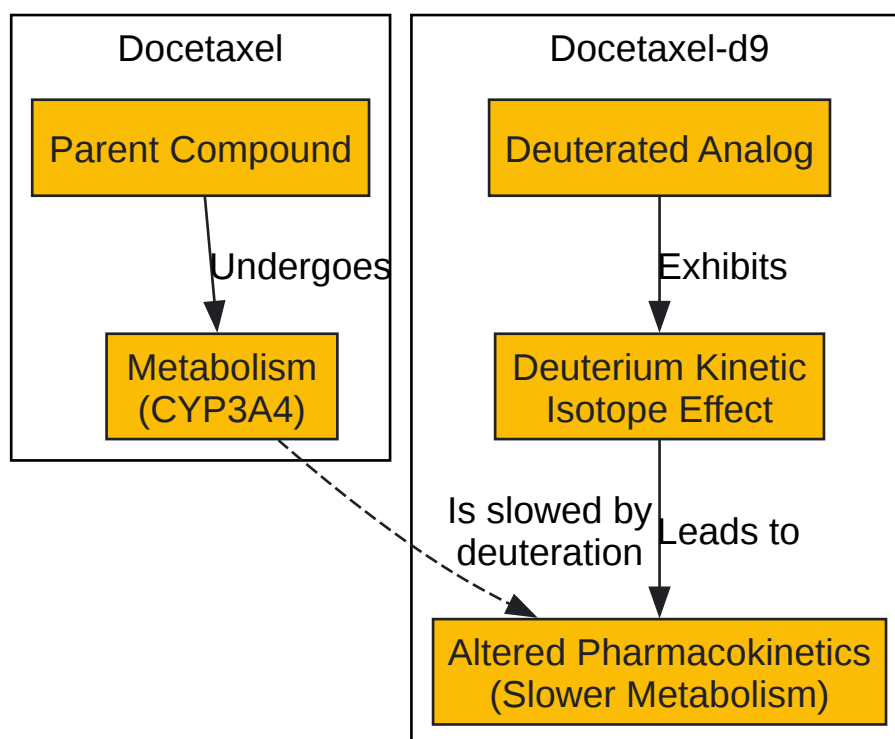 Docetaxel
Parent Compound
Undergoes
Metabolism
(CYP3A4)
Docetaxel-d9
Deuterated Analog
Exhibits
Deuterium Kinetic
Isotope Effect
Is slowed by
deuteration
Leads to
Altered Pharmacokinetics
(Slower Metabolism)